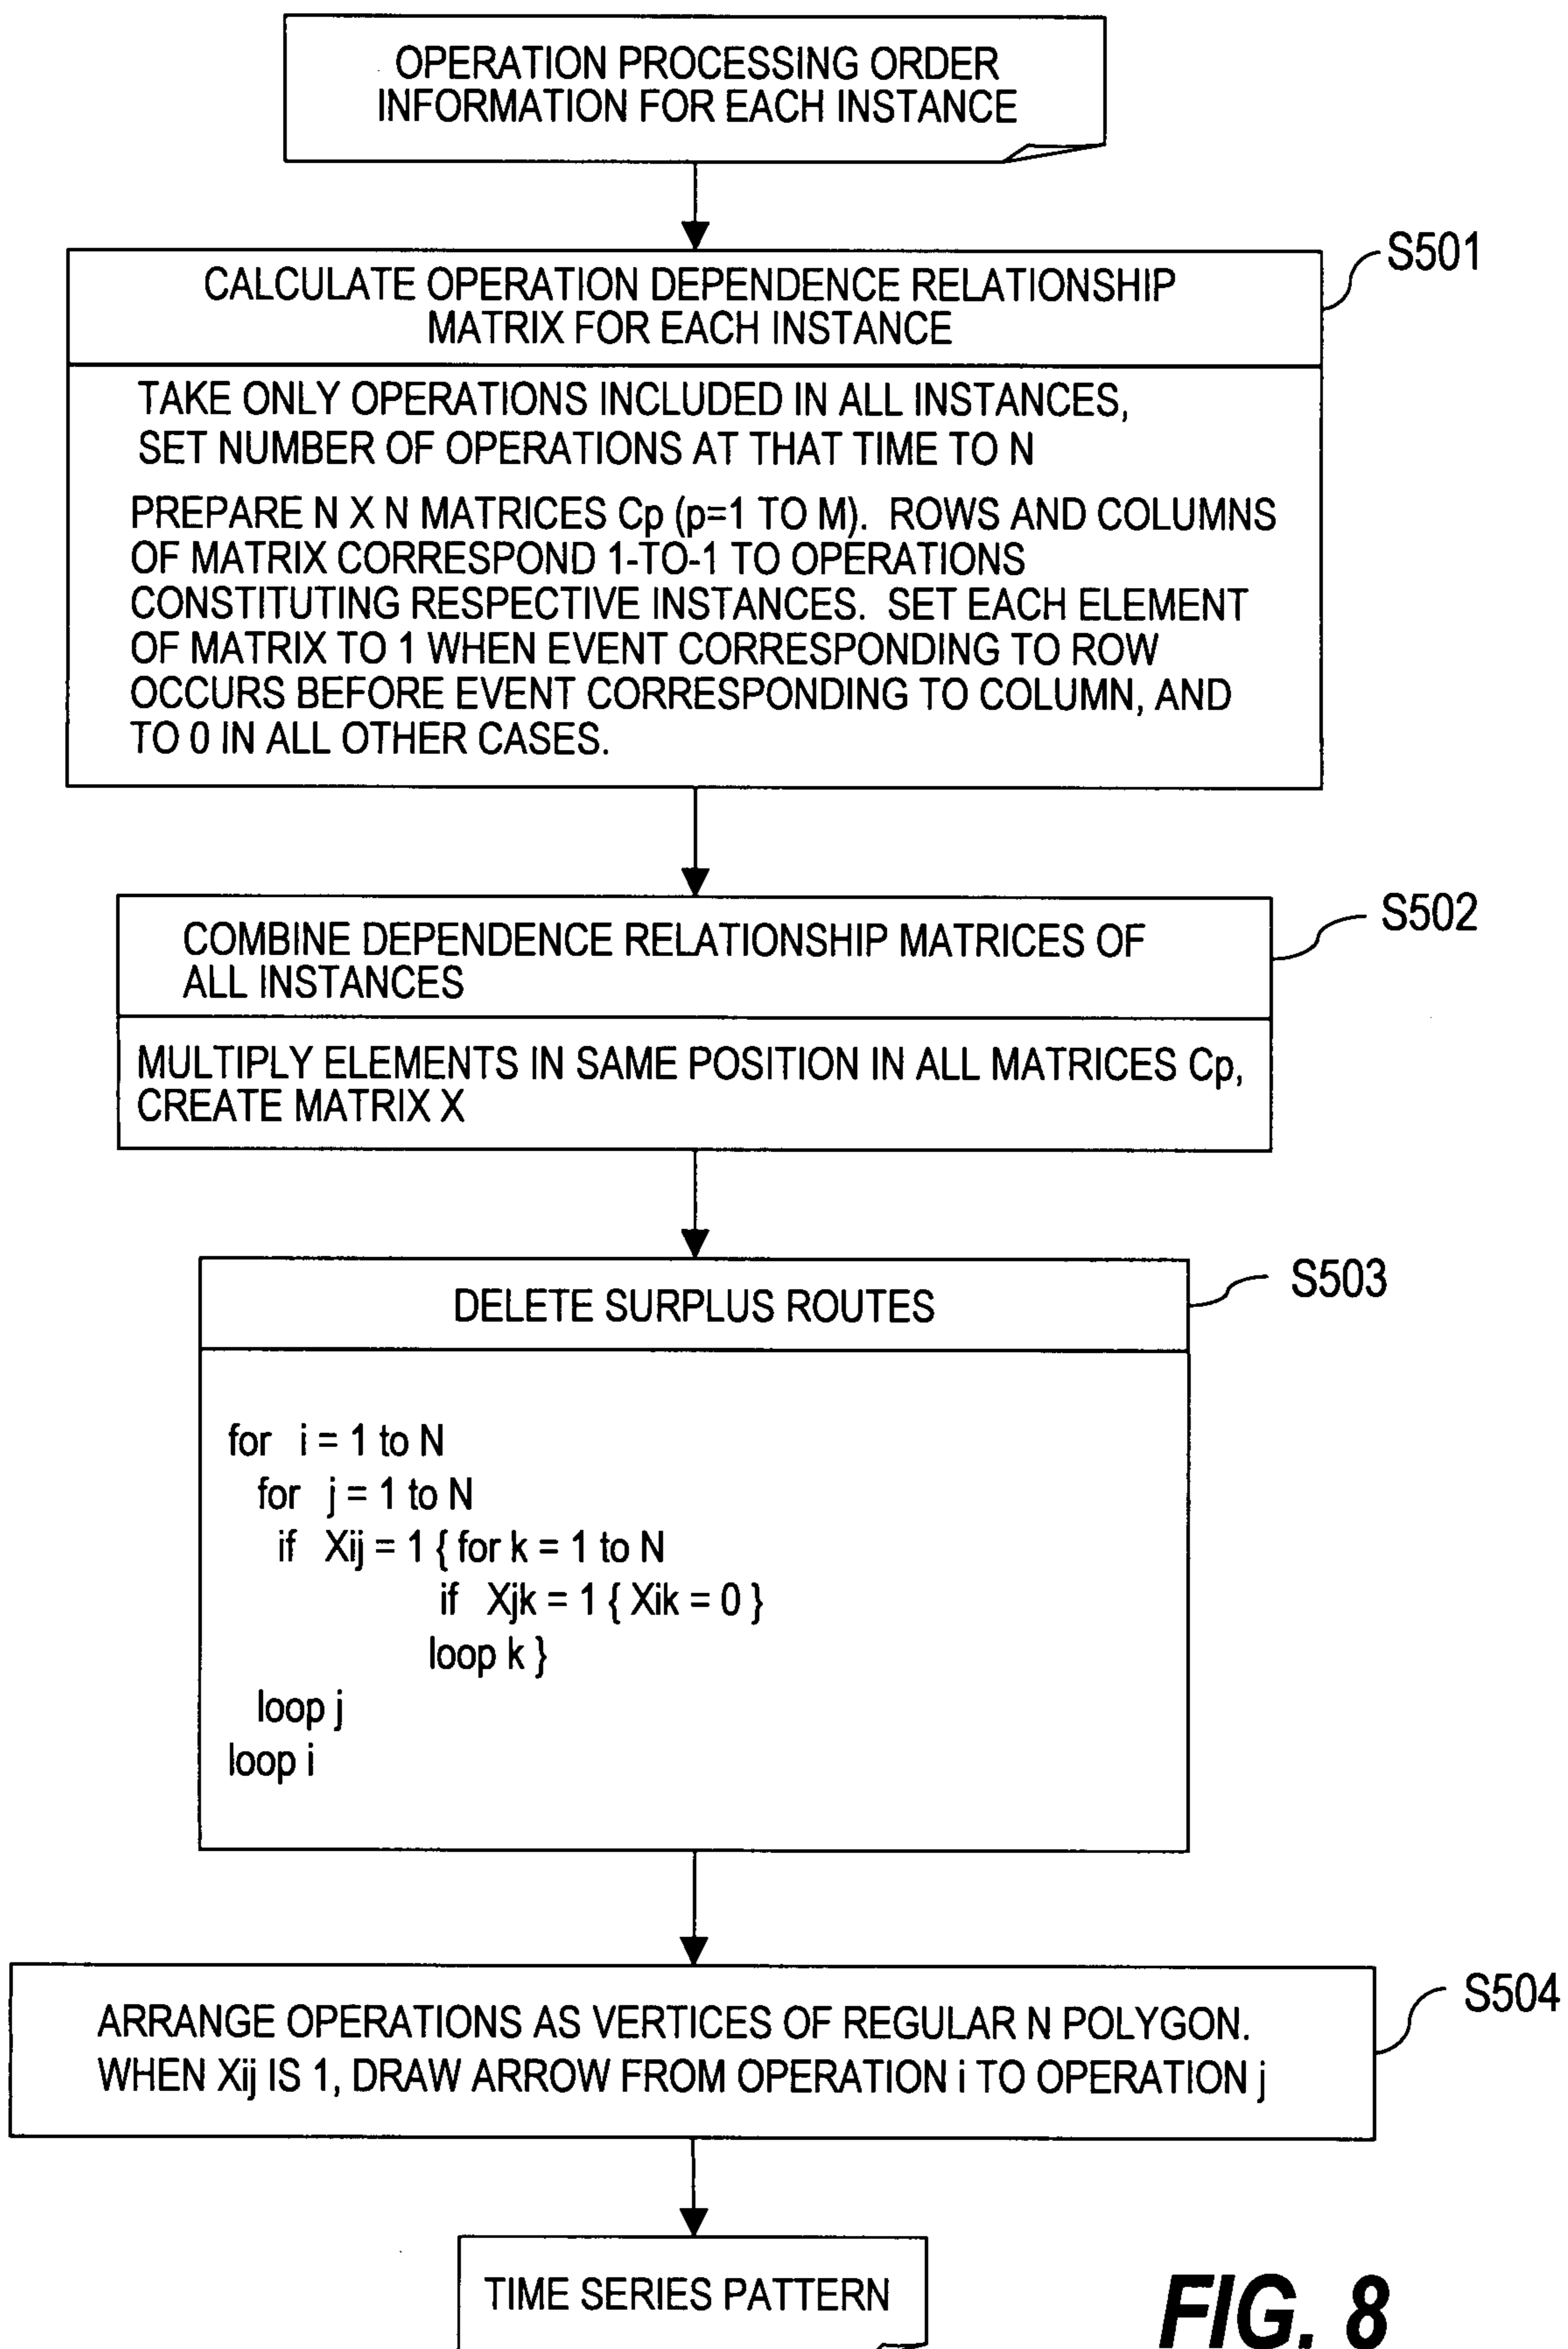 OPERATION PROCESSING ORDER
INFORMATION FOR EACH INSTANCE
S501
CALCULATE OPERATION DEPENDENCE RELATIONSHIP
MATRIX FOR EACH INSTANCE
TAKE ONLY OPERATIONS INCLUDED IN ALL INSTANCES,
SET NUMBER OF OPERATIONS AT THAT TIME TO N
PREPARE N X N MATRICES Cp (p=1 TO M). ROWS AND COLUMNS
OF MATRIX CORRESPOND 1-TO-1 TO OPERATIONS
CONSTITUTING RESPECTIVE INSTANCES. SET EACH ELEMENT
OF MATRIX TO 1 WHEN EVENT CORRESPONDING TO ROW
OCCURS BEFORE EVENT CORRESPONDING TO COLUMN, AND
TO 0 IN ALL OTHER CASES.
S502
COMBINE DEPENDENCE RELATIONSHIP MATRICES OF
ALL INSTANCES
MULTIPLY ELEMENTS IN SAME POSITION IN ALL MATRICES Cp,
CREATE MATRIX X
S503
DELETE SURPLUS ROUTES
for i = 1 to N
for j = 1 to N
if Xij = 1 { for k = 1 to N
if Xjk = 1 { Xik = 0 }
loop k }
loop j
loop i
S504
ARRANGE OPERATIONS AS VERTICES OF REGULAR N POLYGON.
WHEN Xij IS 1, DRAW ARROW FROM OPERATION i TO OPERATION j
TIME SERIES PATTERN
FIG. 8